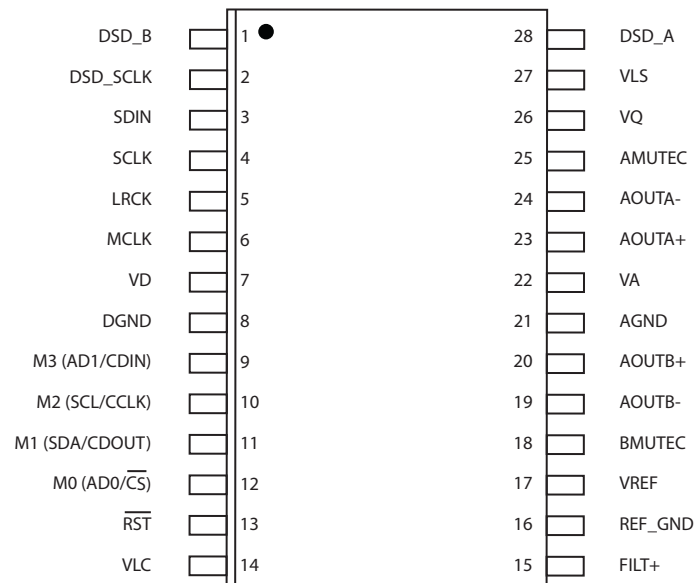 DSD_B 1 28 DSD_A
DSD_SCLK 2 27 VLS
SDIN 3 26 VQ
SCLK 4 25 AMUTEC
LRCK 5 24 AOUTA-
MCLK 6 23 AOUTA+
VD 7 22 VA
DGND 8 21 AGND
M3 (AD1/CDIN) 9 20 AOUTB+
M2 (SCL/CCLK) 10 19 AOUTB-
M1 (SDA/CDOUT) 11 18 BMUTEC
M0 (AD0/C̅S̅) 12 17 VREF
R̅S̅T̅ 13 16 REF_GND
VLC 14 15 FILT+